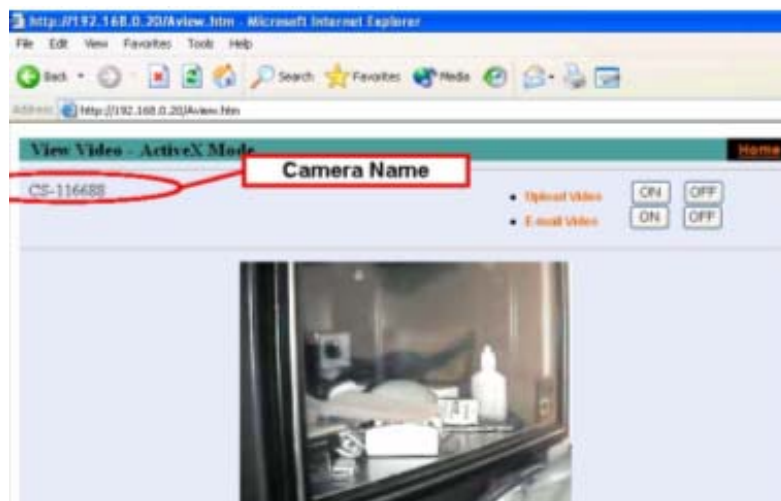 http://192.168.0.20/Aview.htm - Microsoft Internet Explorer
File Edit View Favorites Tools Help
Back Search Favorites Media
Address http://192.168.0.20/Aview.htm
View Video - ActiveX Mode Home
Camera Name
CS-116688
Upload Video ON OFF
E-mail Video ON OFF